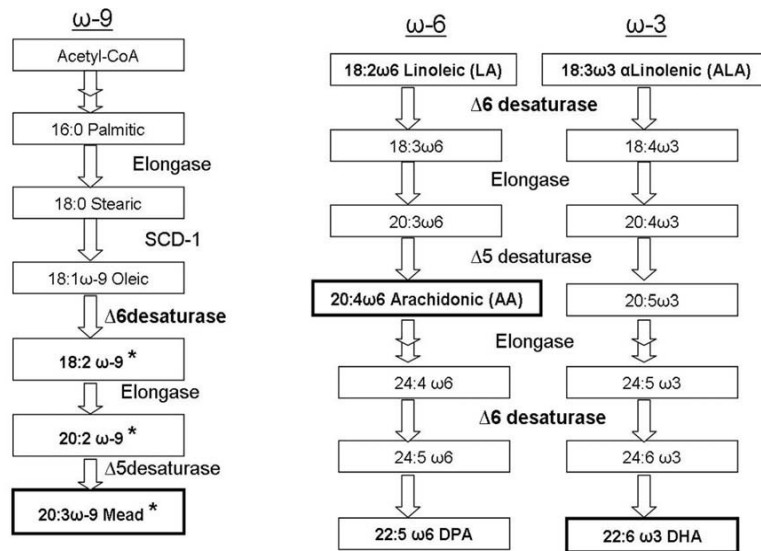 ω-9
Acetyl-CoA
16:0 Palmitic
Elongase
18:0 Stearic
SCD-1
18:1ω-9 Oleic
Δ6desaturase
18:2 ω-9 *
Elongase
20:2 ω-9 *
Δ5desaturase
20:3ω-9 Mead *
ω-6 ω-3
18:2ω6 Linoleic (LA) 18:3ω3 αLinolenic (ALA)
Δ6 desaturase
18:3ω6 18:4ω3
Elongase
20:3ω6 20:4ω3
Δ5 desaturase
20:4ω6 Arachidonic (AA) 20:5ω3
Elongase
24:4 ω6 24:5 ω3
Δ6 desaturase
24:5 ω6 24:6 ω3
22:5 ω6 DPA 22:6 ω3 DHA